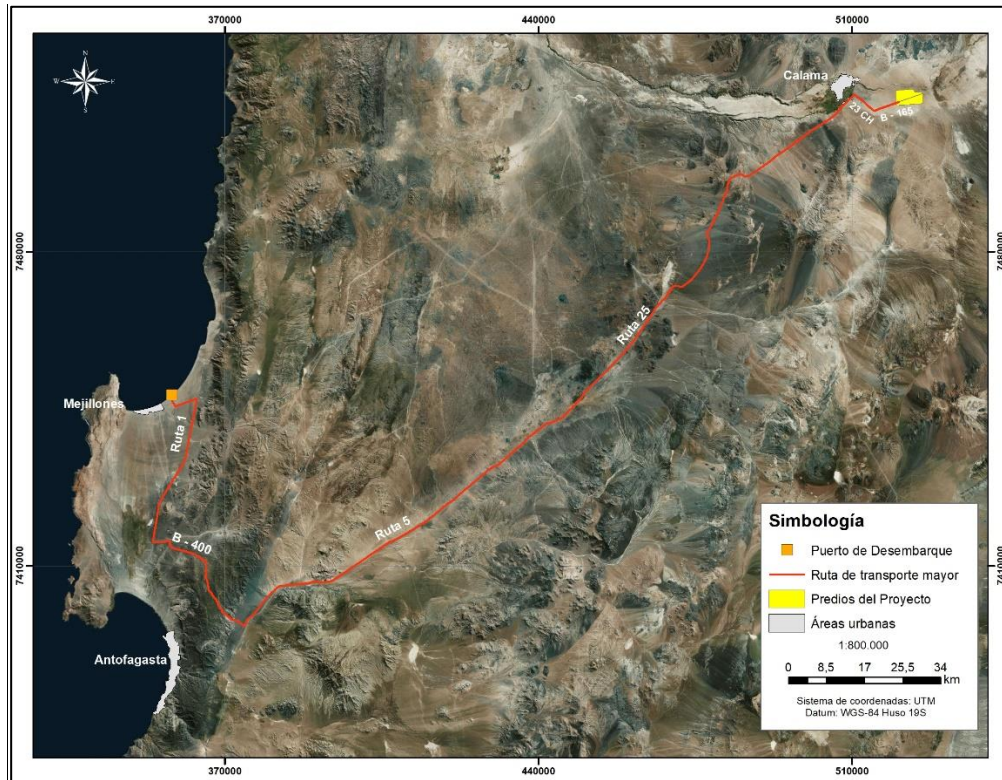 370000 440000 510000
N
W E
S
Calama
23 CH
B - 165
7480000 7480000
Ruta 25
Mejillones
Ruta 1
B - 400
Ruta 5
7410000 7410000
Antofagasta
Simbología
Puerto de Desembarque
Ruta de transporte mayor
Predios del Proyecto
Áreas urbanas
1:800.000
0 8,5 17 25,5 34
km
Sistema de coordenadas: UTM
Datum: WGS-84 Huso 19S
370000 440000 510000